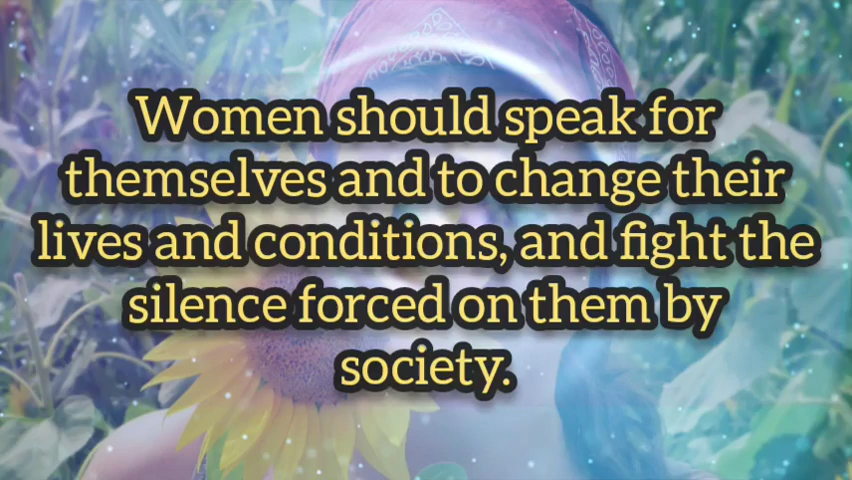 Women should speak for
themselves and to change their
lives and conditions, and fight the
silence forced on them by
society.